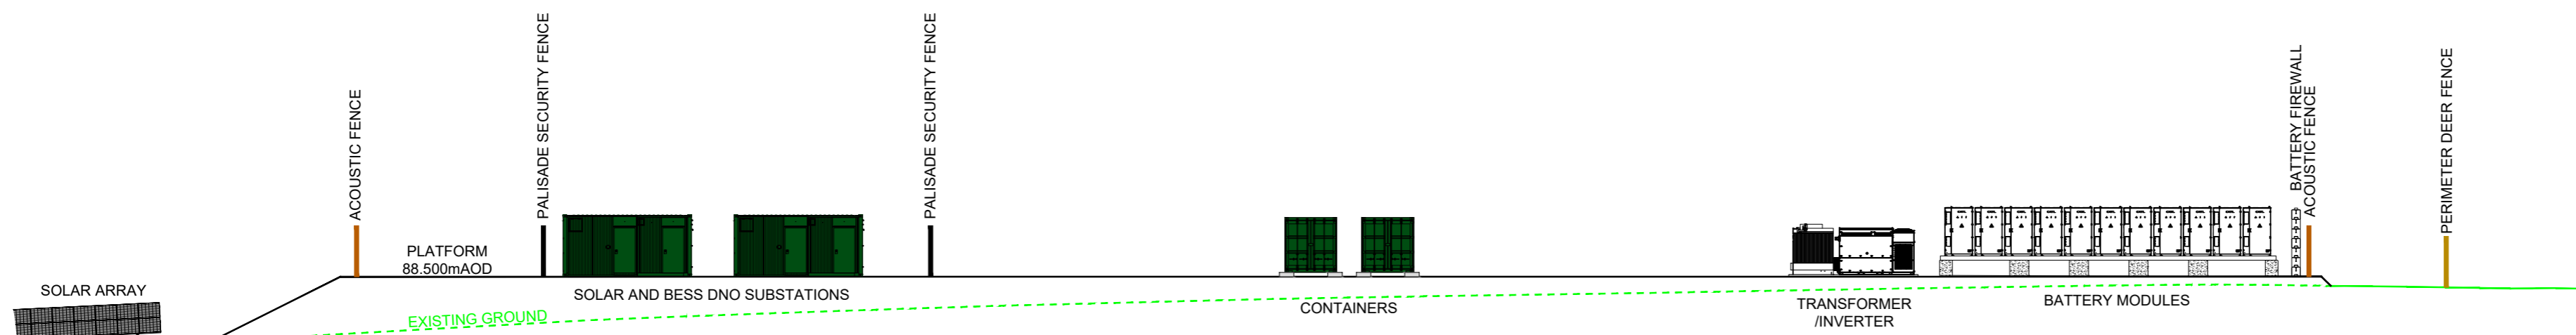 ACOUSTIC FENCE
PALISADE SECURITY FENCE
PALISADE SECURITY FENCE
BATTERY FIREWALL
ACOUSTIC FENCE
PERIMETER DEER FENCE
PLATFORM
88.500mAOD
SOLAR ARRAY
SOLAR AND BESS DNO SUBSTATIONS
EXISTING GROUND
CONTAINERS
TRANSFORMER
/INVERTER
BATTERY MODULES